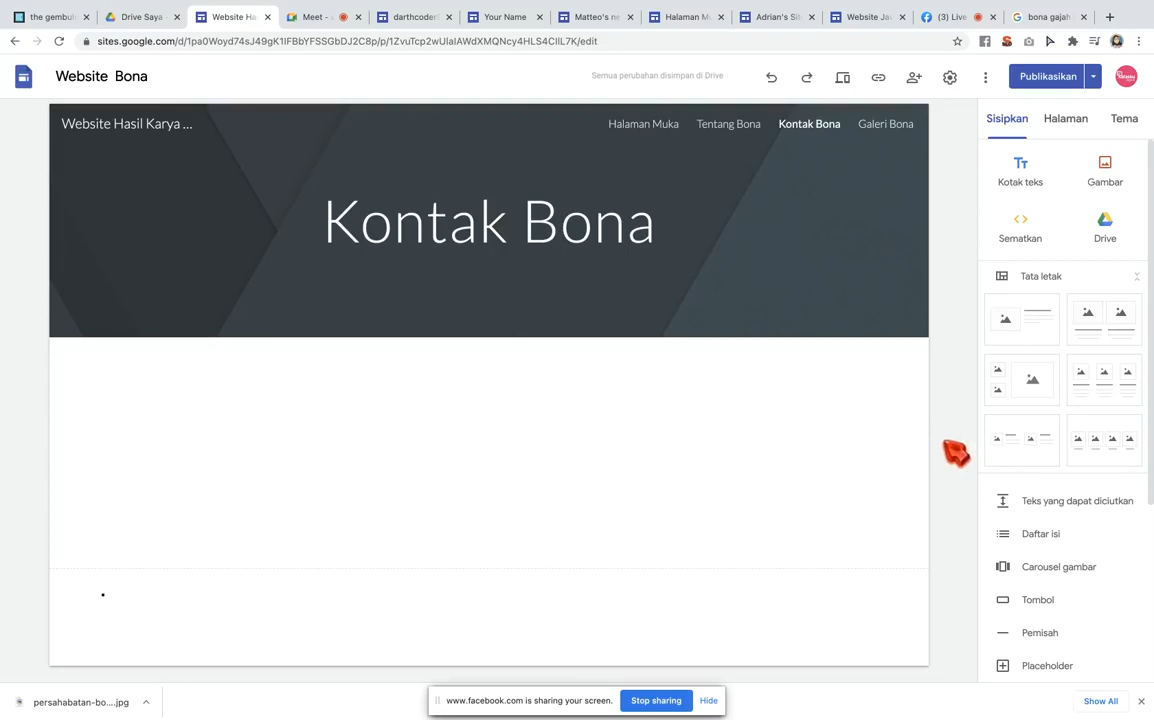 the gembul
Drive Saya -
Website Ha
Meet -
darthcoder
Your Name
Matteo's ne
Halaman Mu
Adrian's Si
Website Ja
(3) Live
bona gajah
sites.google.com/d/1pa0Woyd74sJ49gK1IFBbYFSSGbDJ2C8p/p/1ZvuTcp2wUIaIAWdXMQNcy4HLS4ClIL7K/edit
Website Bona
Semua perubahan disimpan di Drive
Publikasikan
Website Hasil Karya ...
Halaman Muka
Tentang Bona
Kontak Bona
Galeri Bona
Kontak Bona
Sisipkan
Halaman
Tema
Kotak teks
Gambar
Sematkan
Drive
Tata letak
Teks yang dapat diciutkan
Daftar isi
Carousel gambar
Tombol
Pemisah
Placeholder
persahabatan-bo....jpg
www.facebook.com is sharing your screen.
Stop sharing
Hide
Show All